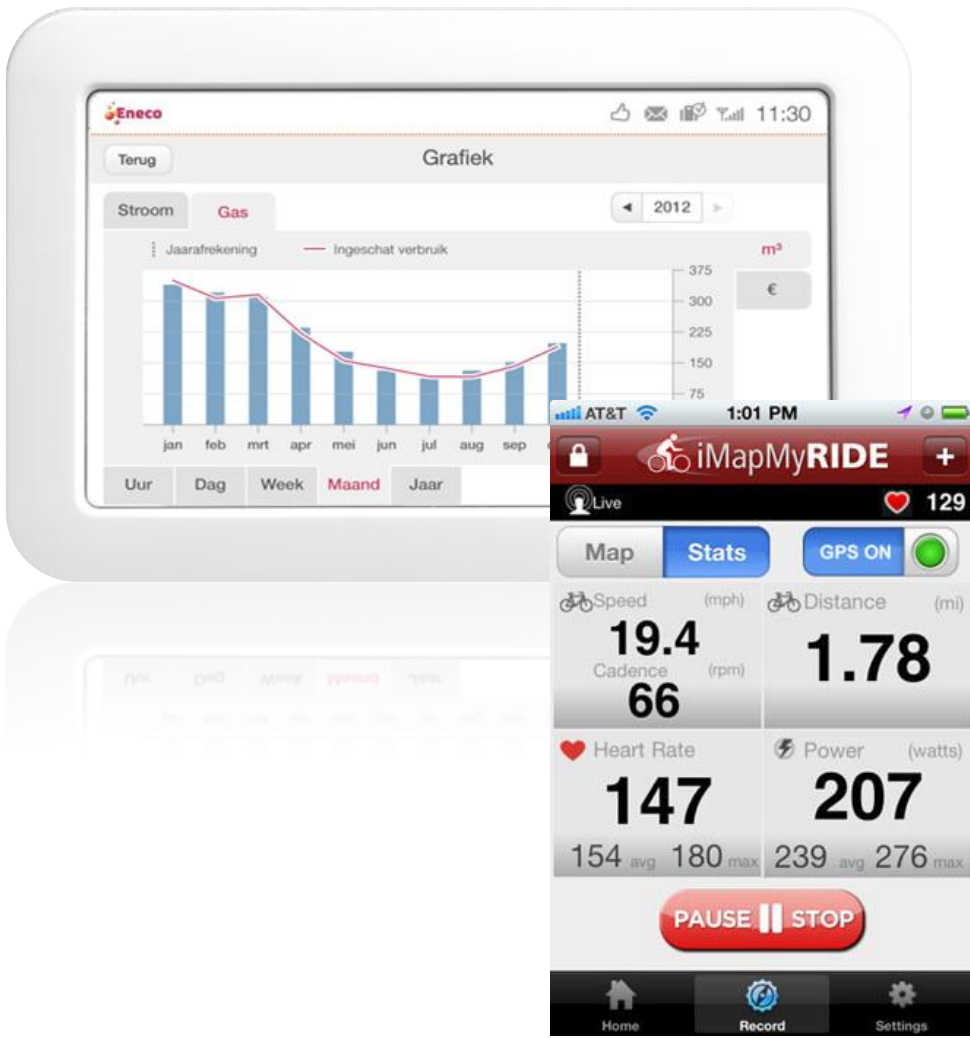 Eneco
11:30
Terug
Grafiek
Stroom
Gas
2012
Jaarafrekening
Ingeschat verbruik
m³
€
375
300
225
150
75
jan feb mrt apr mei jun jul aug sep
Uur Dag Week Maand Jaar
AT&T 1:01 PM
iMapMyRIDE +
Live 129
Map Stats GPS ON
Speed (mph) Distance (mi)
19.4 1.78
Cadence (rpm)
66
Heart Rate Power (watts)
147 207
154 avg 180 max 239 avg 276 max
PAUSE STOP
Home Record Settings